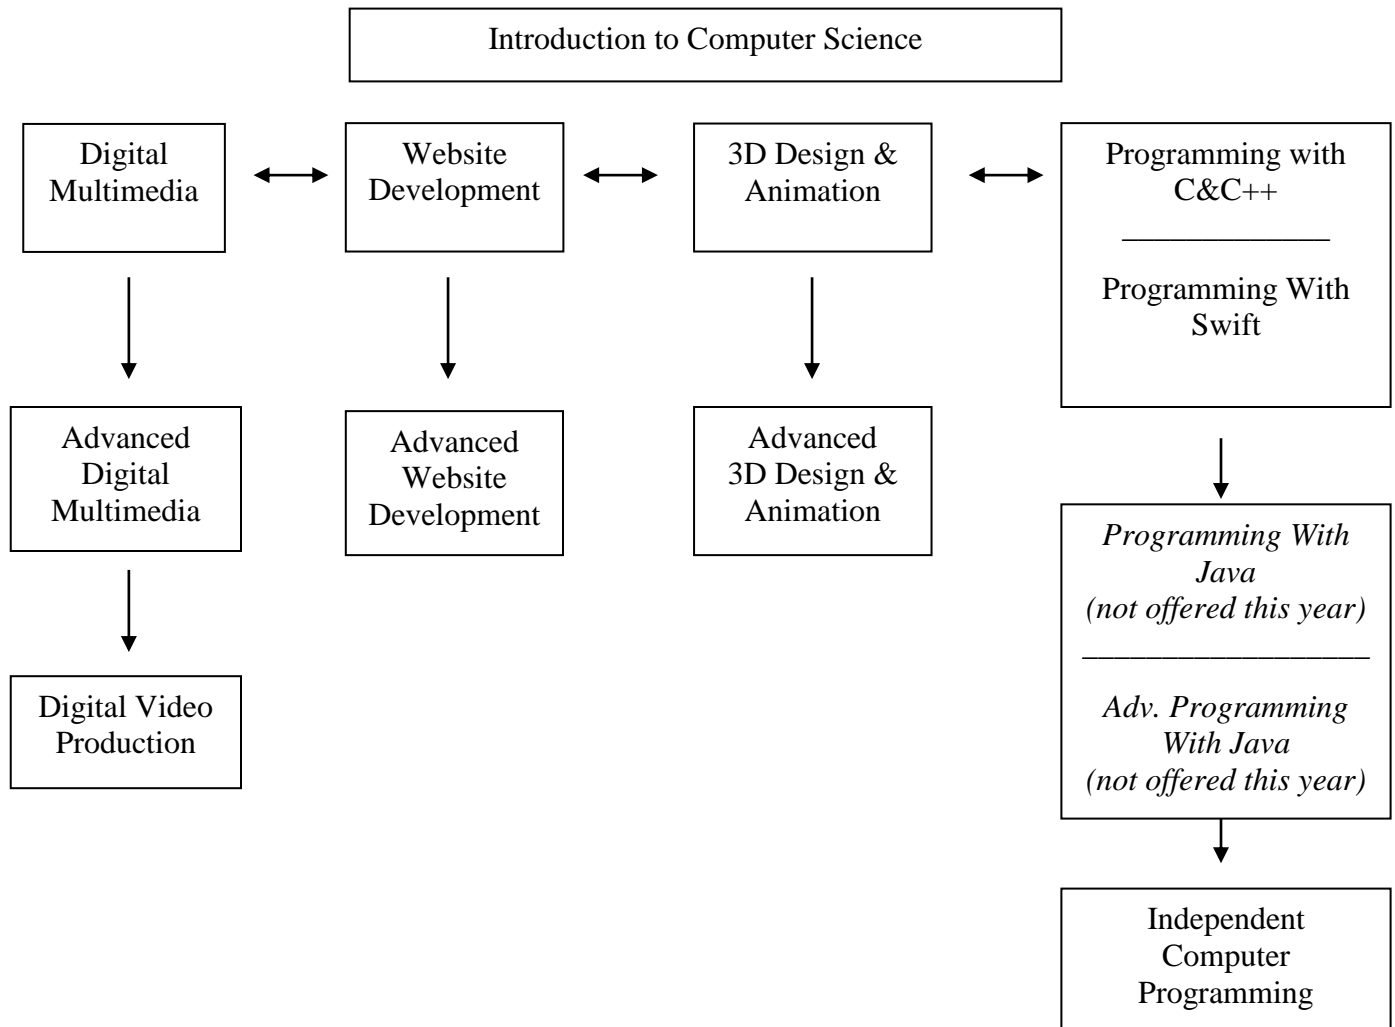 Introduction to Computer Science
Digital
Multimedia
Website
Development
3D Design &
Animation
Programming with
C&C++
_____________
Programming With
Swift
Advanced
Digital
Multimedia
Advanced
Website
Development
Advanced
3D Design &
Animation
Programming With
Java
(not offered this year)
__________________
Adv. Programming
With Java
(not offered this year)
Digital Video
Production
Independent
Computer
Programming